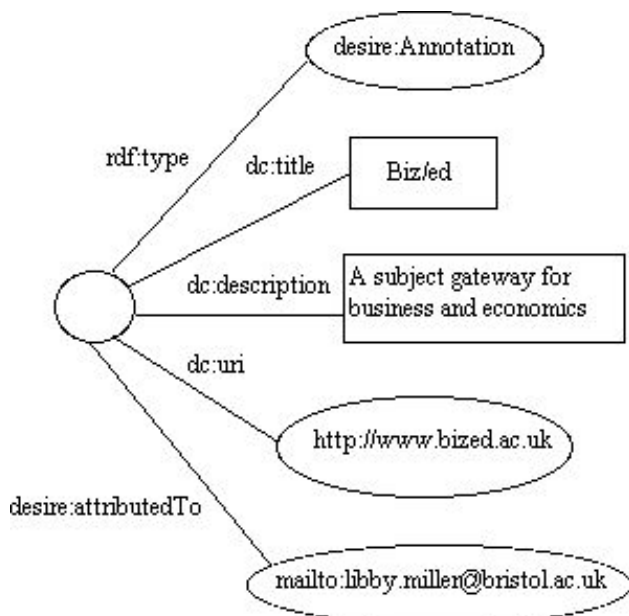 desire:Annotation
rdf:type
dc:title
Biz/ed
dc:description
A subject gateway for
business and economics
dc:uri
http://www.bized.ac.uk
desire:attributedTo
mailto:libby.miller@bristol.ac.uk